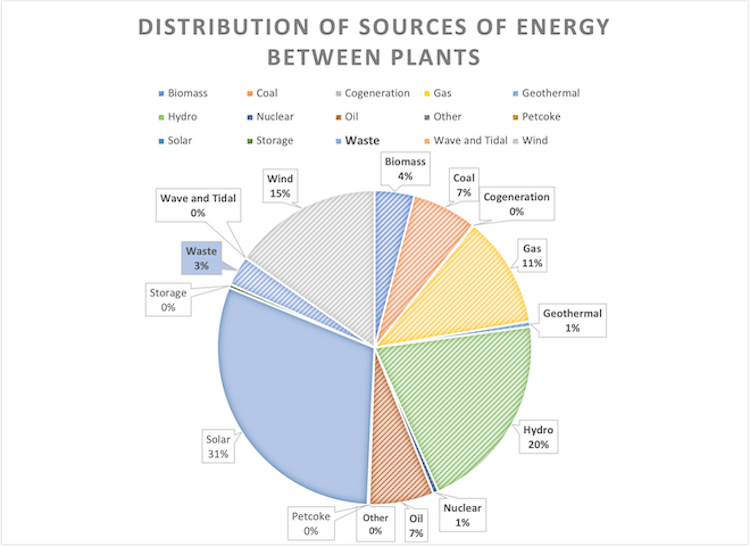 DISTRIBUTION OF SOURCES OF ENERGY
BETWEEN PLANTS
Biomass Coal Cogeneration Gas Geothermal
Hydro Nuclear Oil Other Petcoke
Solar Storage Waste Wave and Tidal Wind
Biomass
4%
Coal
7%
Cogeneration
0%
Gas
11%
Geothermal
1%
Hydro
20%
Nuclear
1%
Oil
7%
Other
0%
Petcoke
0%
Solar
31%
Storage
0%
Waste
3%
Wave and Tidal
0%
Wind
15%